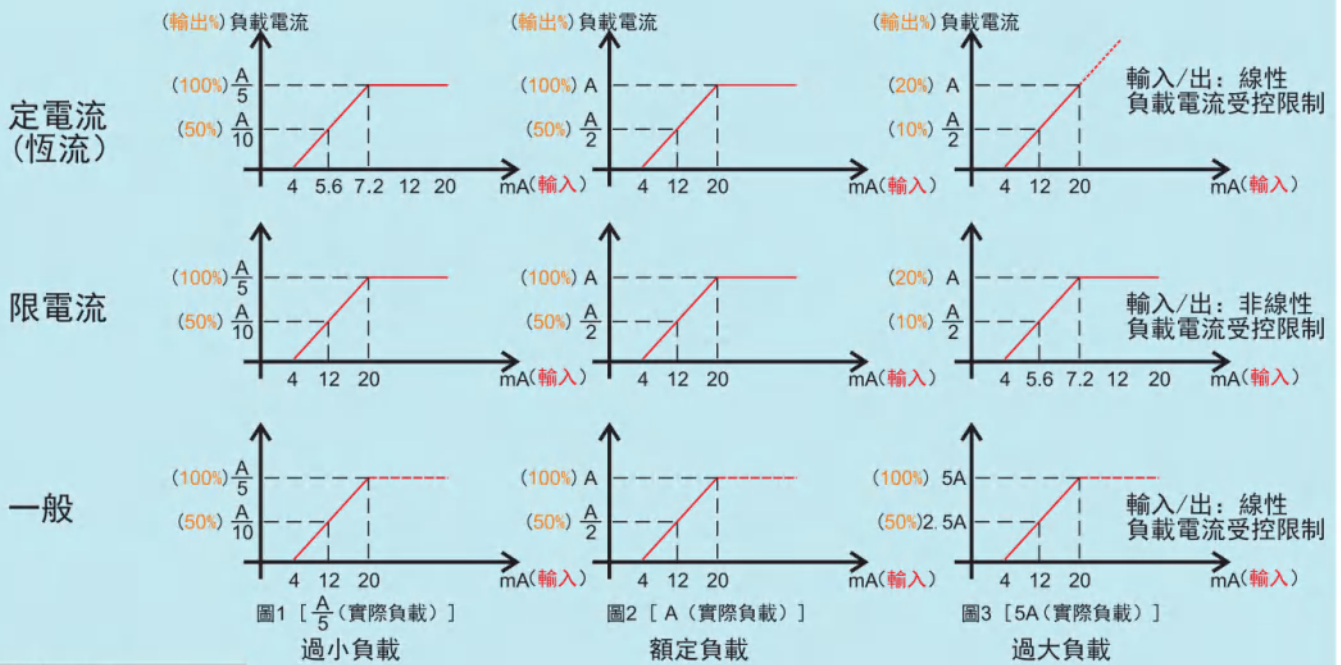 (輸出%)負載電流
(輸出%)負載電流
(輸出%)負載電流
定電流
(恆流)
(100%) A/5
(50%) A/10
4 5.6 7.2 12 20 mA(輸入)
(100%) A
(50%) A/2
4 12 20 mA(輸入)
(20%) A
(10%) A/2
4 12 20 mA(輸入)
輸入/出: 線性
負載電流受控限制
限電流
(100%) A/5
(50%) A/10
4 12 20 mA(輸入)
(100%) A
(50%) A/2
4 12 20 mA(輸入)
(20%) A
(10%) A/2
4 5.6 7.2 12 20 mA(輸入)
輸入/出: 非線性
負載電流受控限制
一般
(100%) A/5
(50%) A/10
4 12 20 mA(輸入)
(100%) A
(50%) A/2
4 12 20 mA(輸入)
(100%) 5A
(50%)2.5A
4 12 20 mA(輸入)
輸入/出: 線性
負載電流受控限制
圖1 [ A/5 (實際負載) ]
過小負載
圖2 [ A (實際負載) ]
額定負載
圖3 [5A(實際負載) ]
過大負載